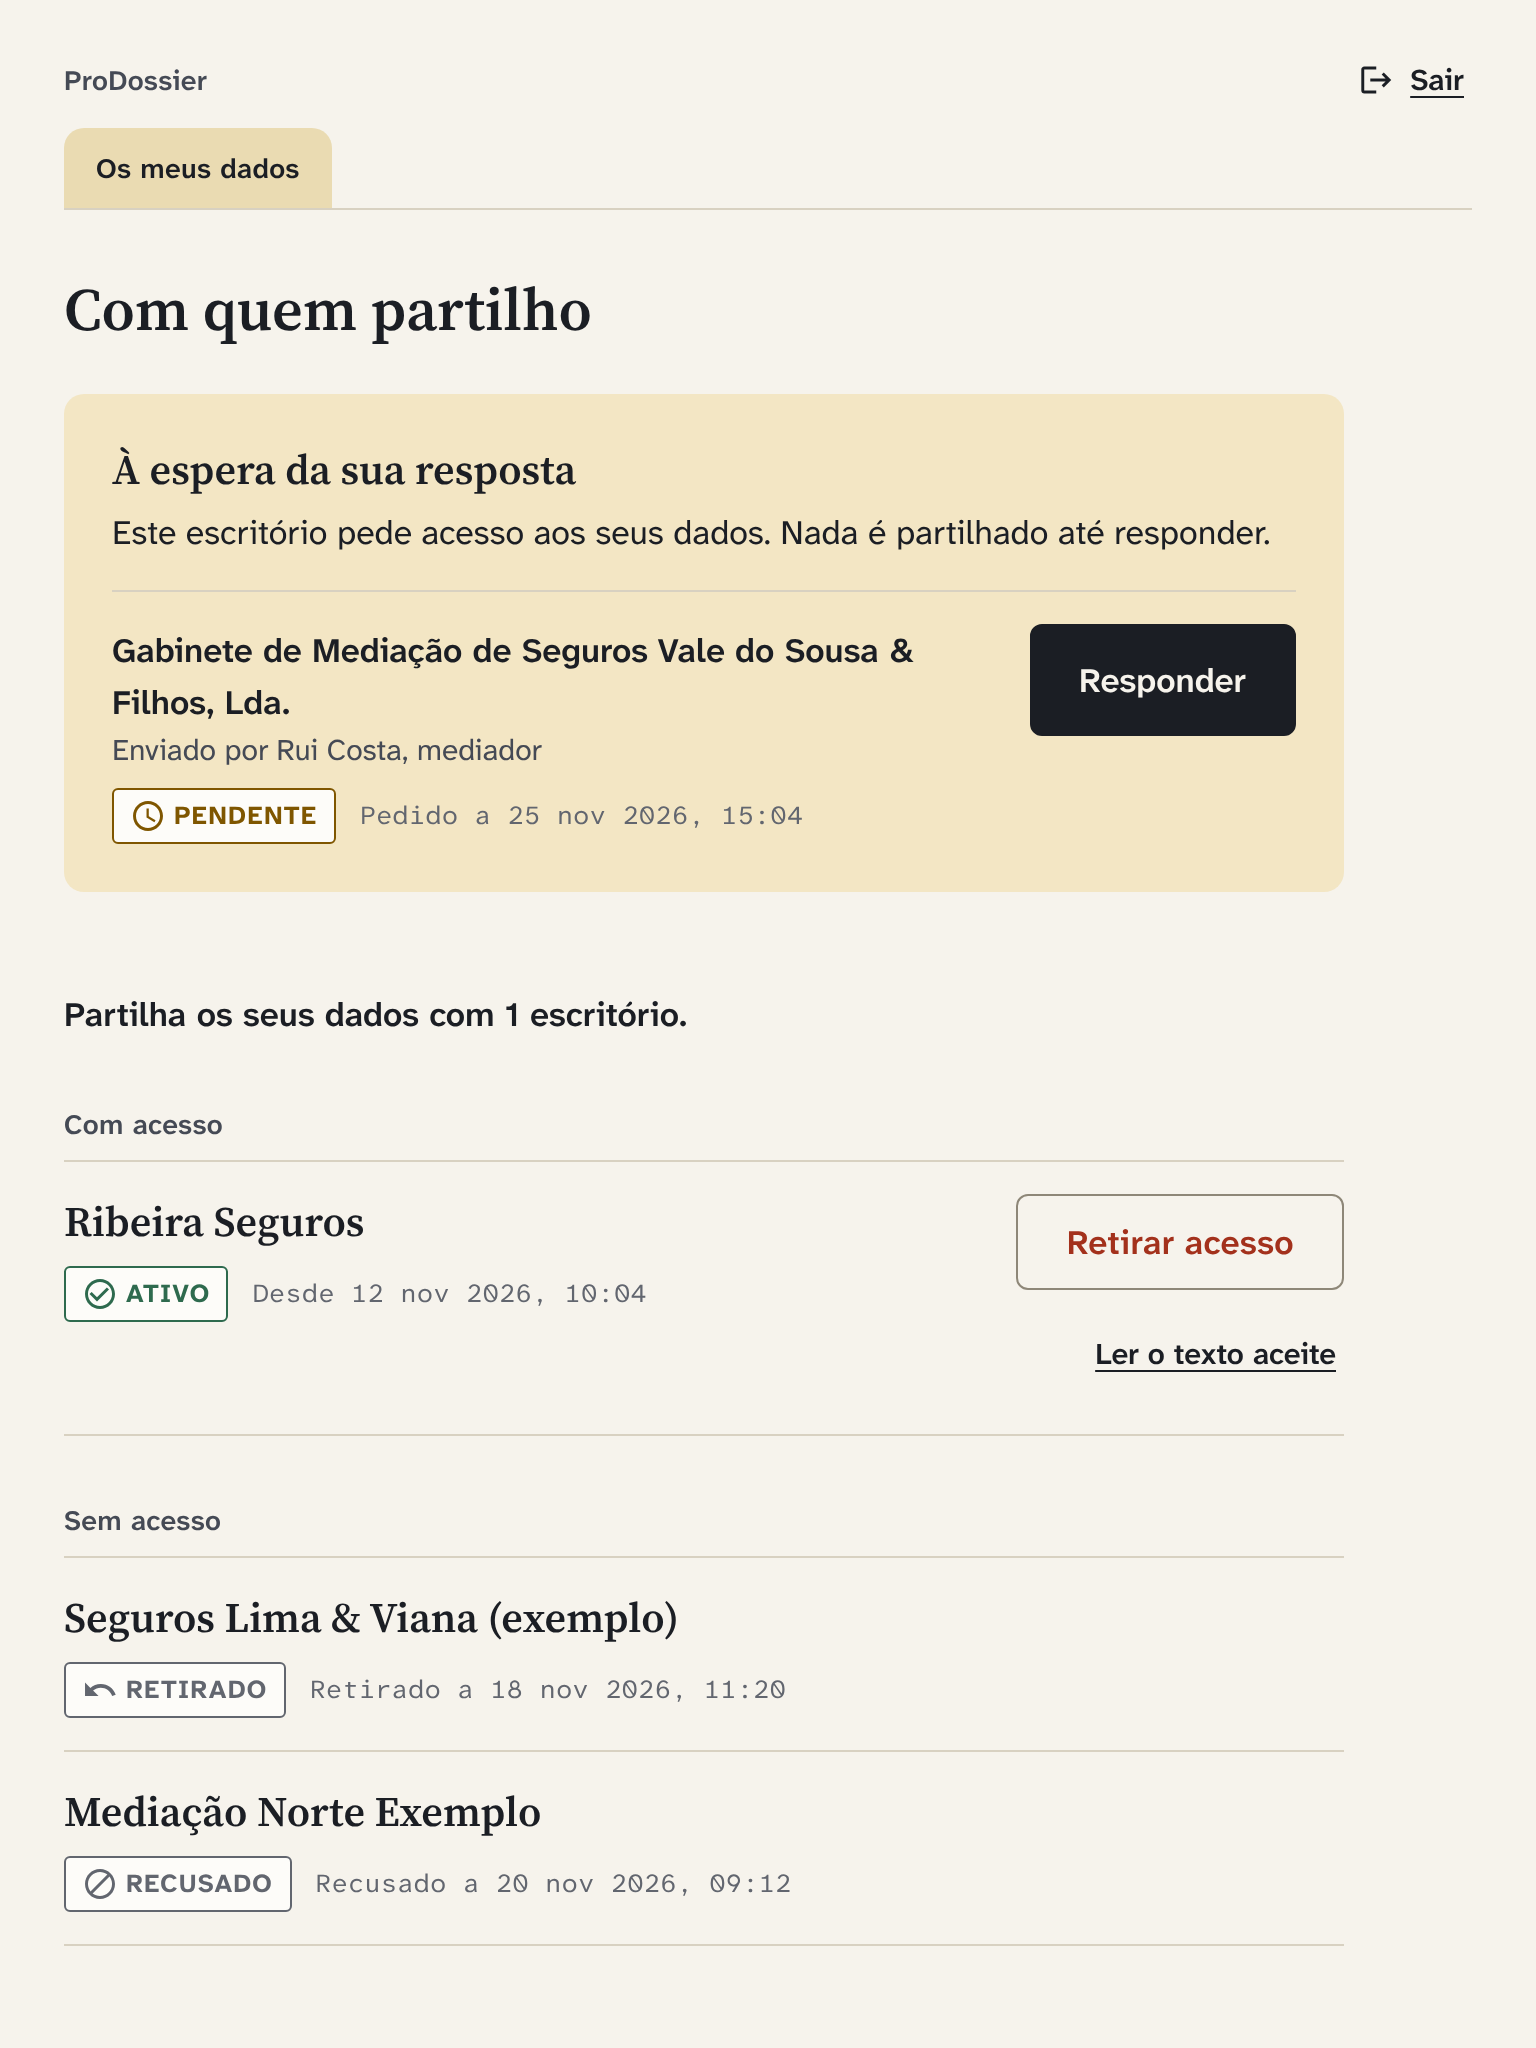 ProDossier
Sair
Os meus dados
Com quem partilho
À espera da sua resposta
Este escritório pede acesso aos seus dados. Nada é partilhado até responder.
Gabinete de Mediação de Seguros Vale do Sousa &
Filhos, Lda.
Responder
Enviado por Rui Costa, mediador
PENDENTE Pedido a 25 nov 2026, 15:04
Partilha os seus dados com 1 escritório.
Com acesso
Ribeira Seguros
Retirar acesso
ATIVO Desde 12 nov 2026, 10:04
Ler o texto aceite
Sem acesso
Seguros Lima & Viana (exemplo)
RETIRADO Retirado a 18 nov 2026, 11:20
Mediação Norte Exemplo
RECUSADO Recusado a 20 nov 2026, 09:12